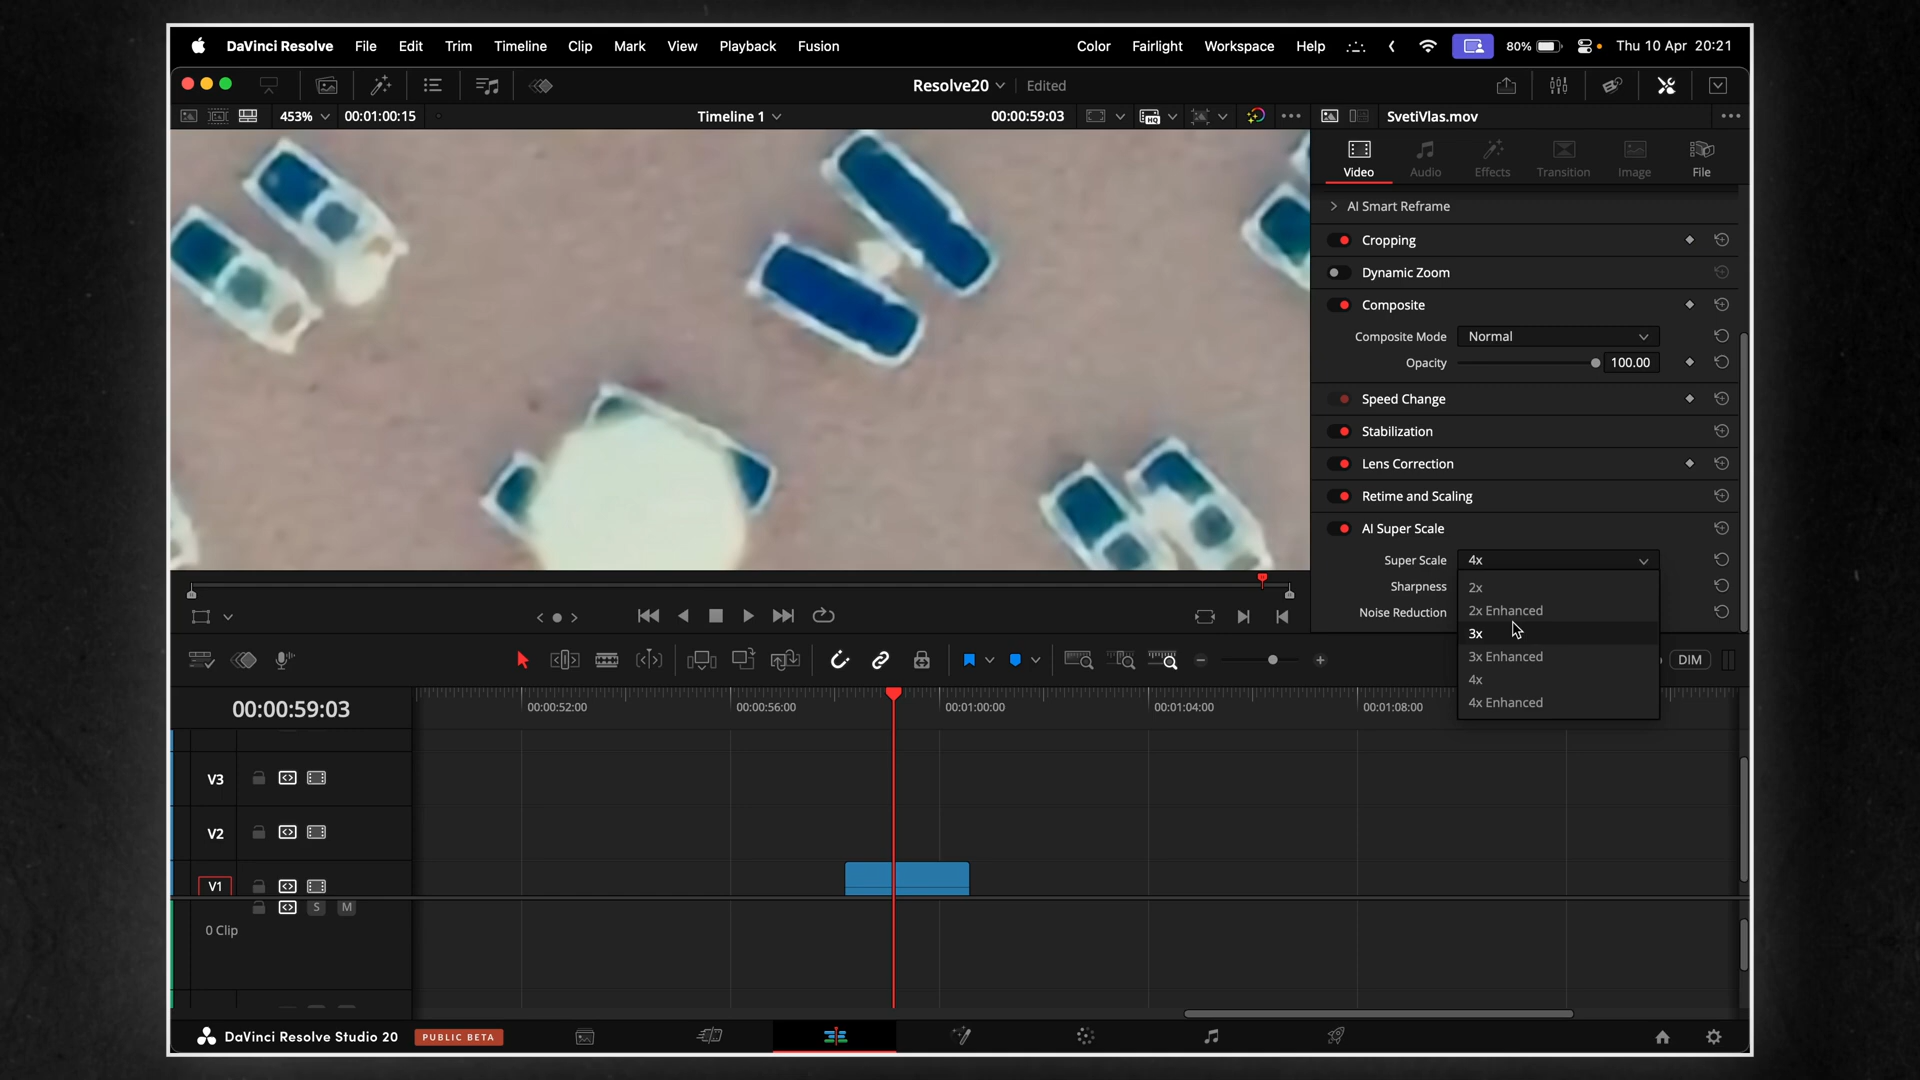 DaVinci Resolve File Edit Trim Timeline Clip Mark View Playback Fusion Color Fairlight Workspace Help 80% Thu 10 Apr 20:21
Resolve20 Edited
453% 00:01:00:15 Timeline 1 00:00:59:03 HQ SvetiVlas.mov
Video Audio Effects Transition Image File
AI Smart Reframe
Cropping
Dynamic Zoom
Composite
Composite Mode Normal
Opacity 100.00
Speed Change
Stabilization
Lens Correction
Retime and Scaling
AI Super Scale
Super Scale 4x
Sharpness
Noise Reduction
2x
2x Enhanced
3x
3x Enhanced
4x
4x Enhanced
DIM
00:00:59:03
00:00:52:00 00:00:56:00 00:01:00:00 00:01:04:00 00:01:08:00
V3
V2
V1
S M
0 Clip
DaVinci Resolve Studio 20 PUBLIC BETA